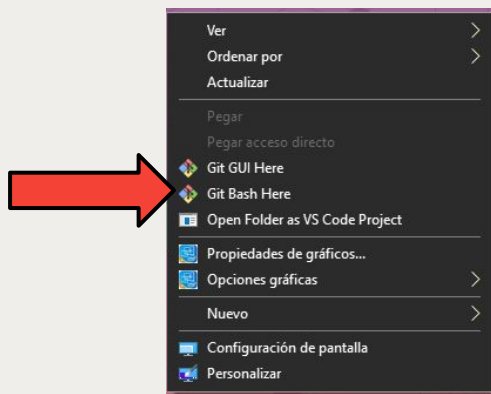 Ver
Ordenar por
Actualizar
Pegar
Pegar acceso directo
Git GUI Here
Git Bash Here
Open Folder as VS Code Project
Propiedades de gráficos...
Opciones gráficas
Nuevo
Configuración de pantalla
Personalizar